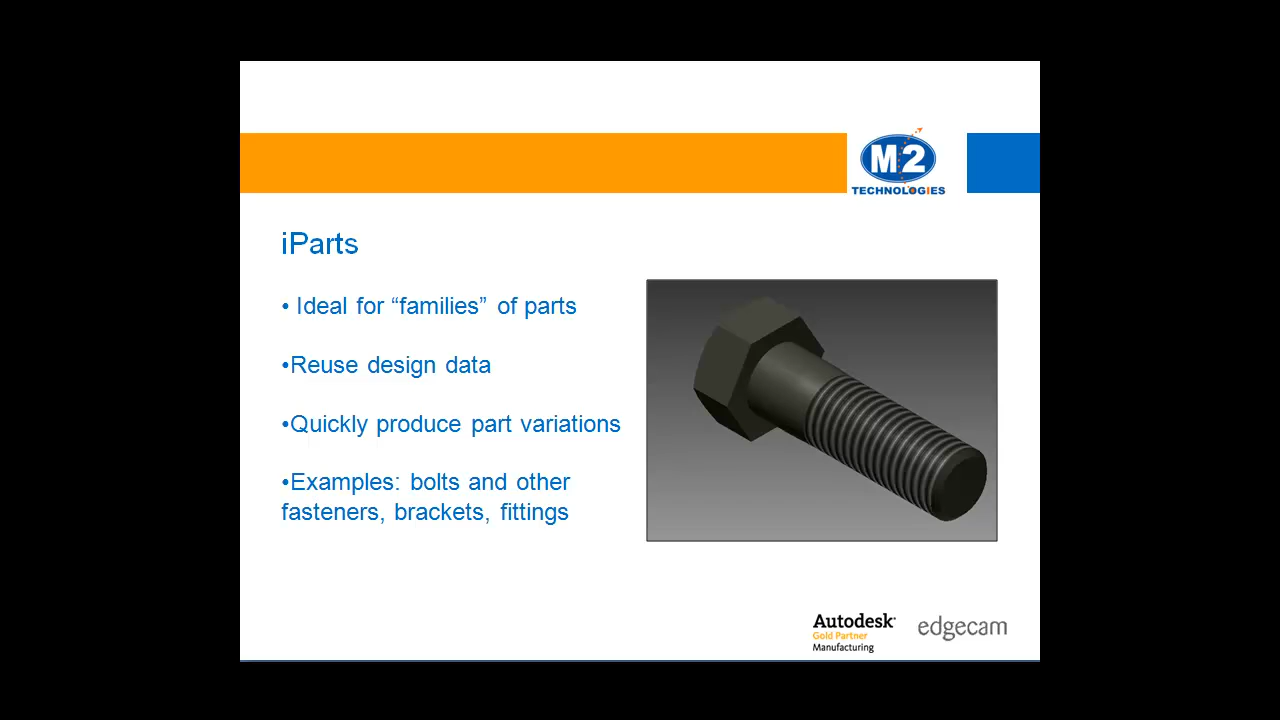 M2
TECHNOLOGIES
iParts
• Ideal for “families” of parts
•Reuse design data
•Quickly produce part variations
•Examples: bolts and other
fasteners, brackets, fittings
Autodesk
Gold Partner
Manufacturing
edgecam